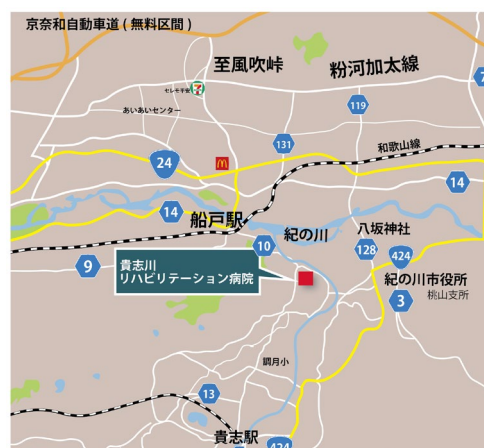 京奈和自動車道(無料区間)
至風吹峠
粉河加太線
7
セレモ平安
7
あいあいセンター
119
131
和歌山線
24
M
14
14
船戸駅
紀の川
八坂神社
10
128
424
9
貴志川
リハビリテーション病院
紀の川市役所
桃山支所
3
調月小
13
貴志駅
424